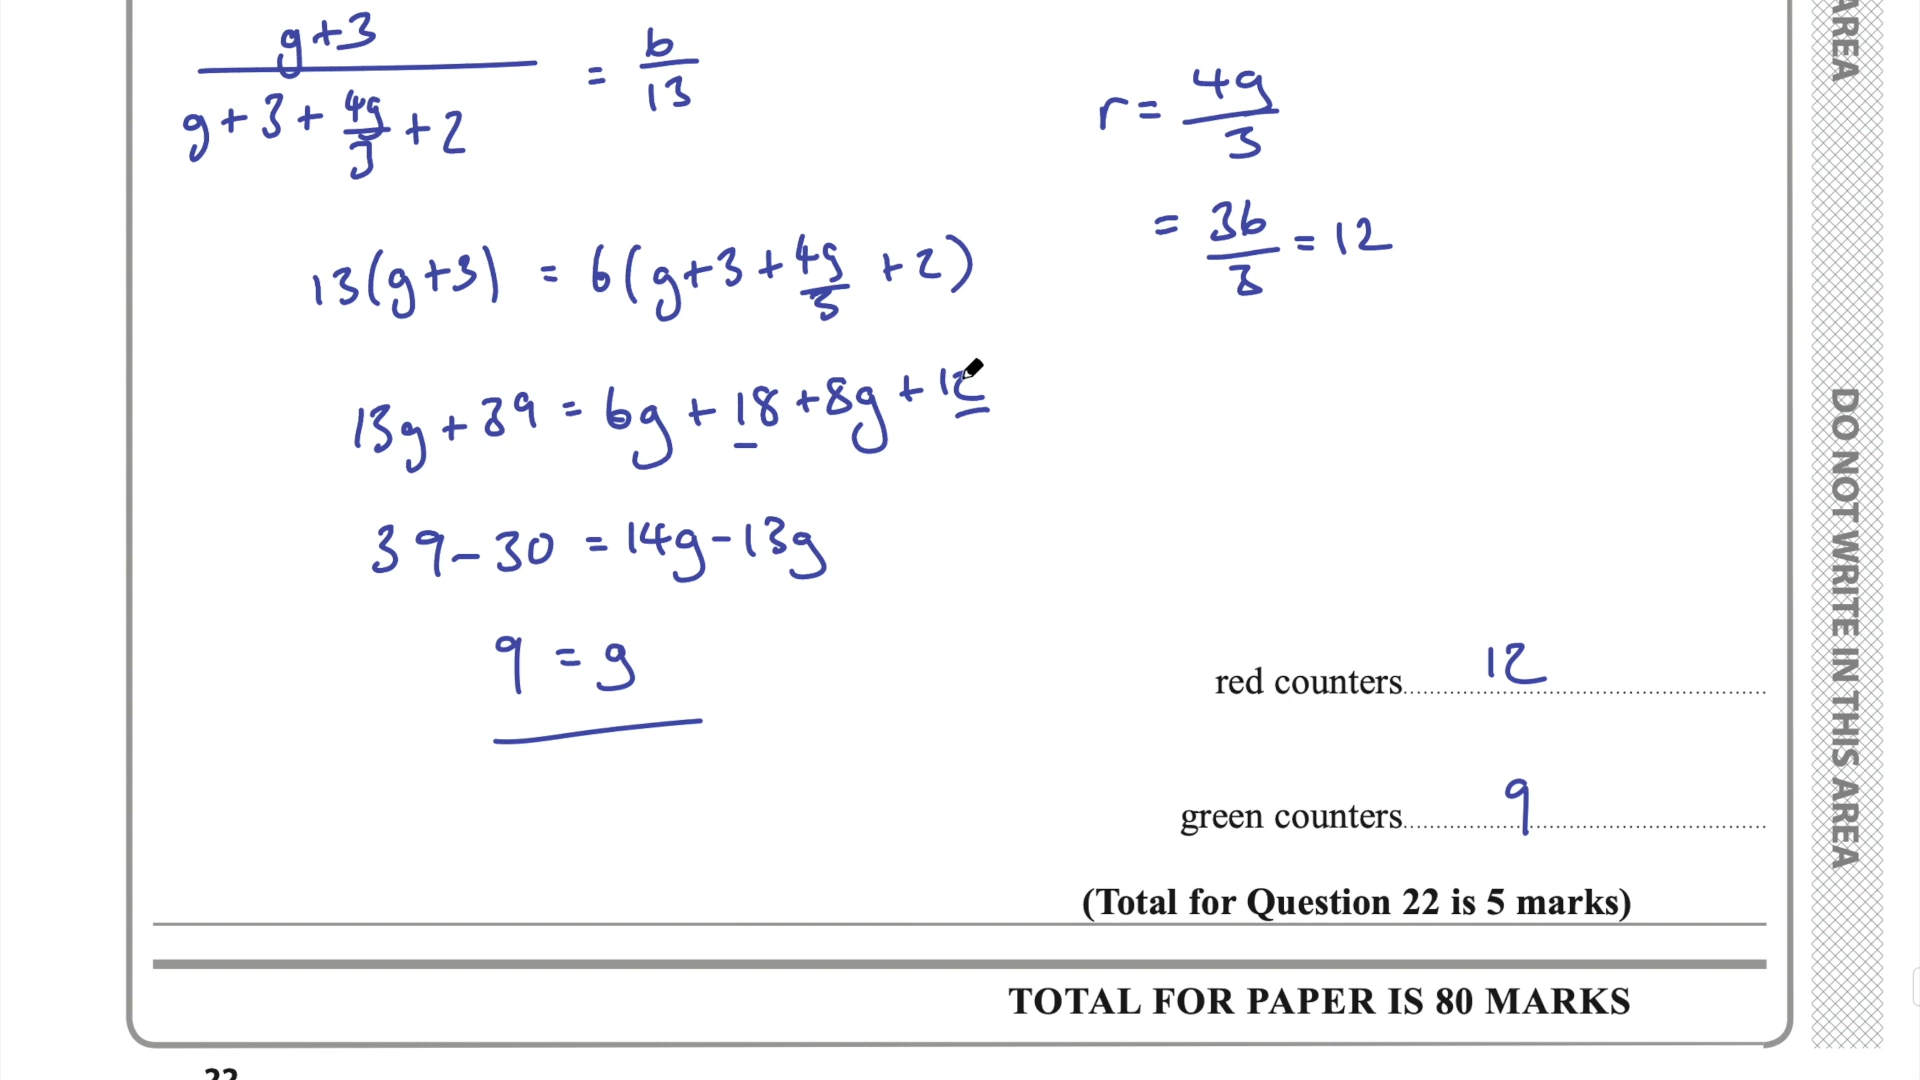 g+3 / (g+3+4g/3+2) = 6/13
13(g+3) = 6(g+3+4g/3+2)
13g+39 = 6g+18+8g+12
39-30 = 14g-13g
9 = g
r = 4g/3
= 36/3 = 12
red counters 12
green counters 9
(Total for Question 22 is 5 marks)
TOTAL FOR PAPER IS 80 MARKS
AREA
DO NOT WRITE IN THIS AREA